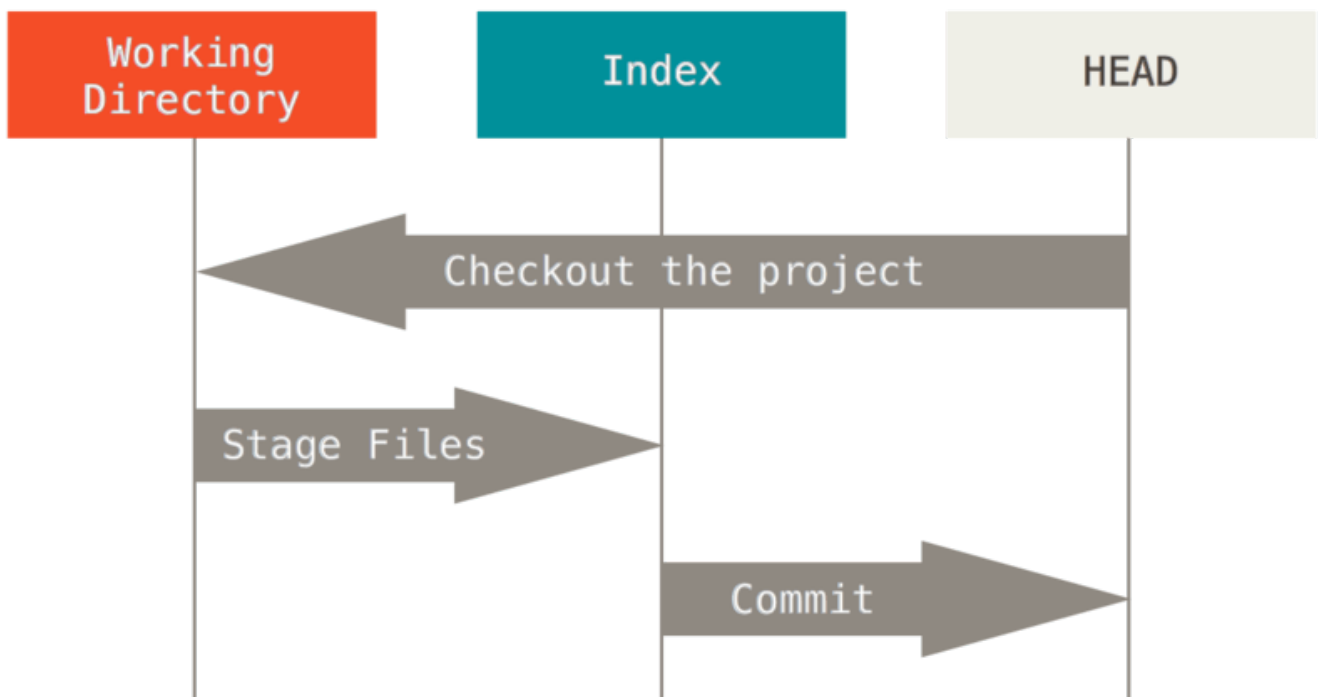 Working
Directory
Index
HEAD
Checkout the project
Stage Files
Commit